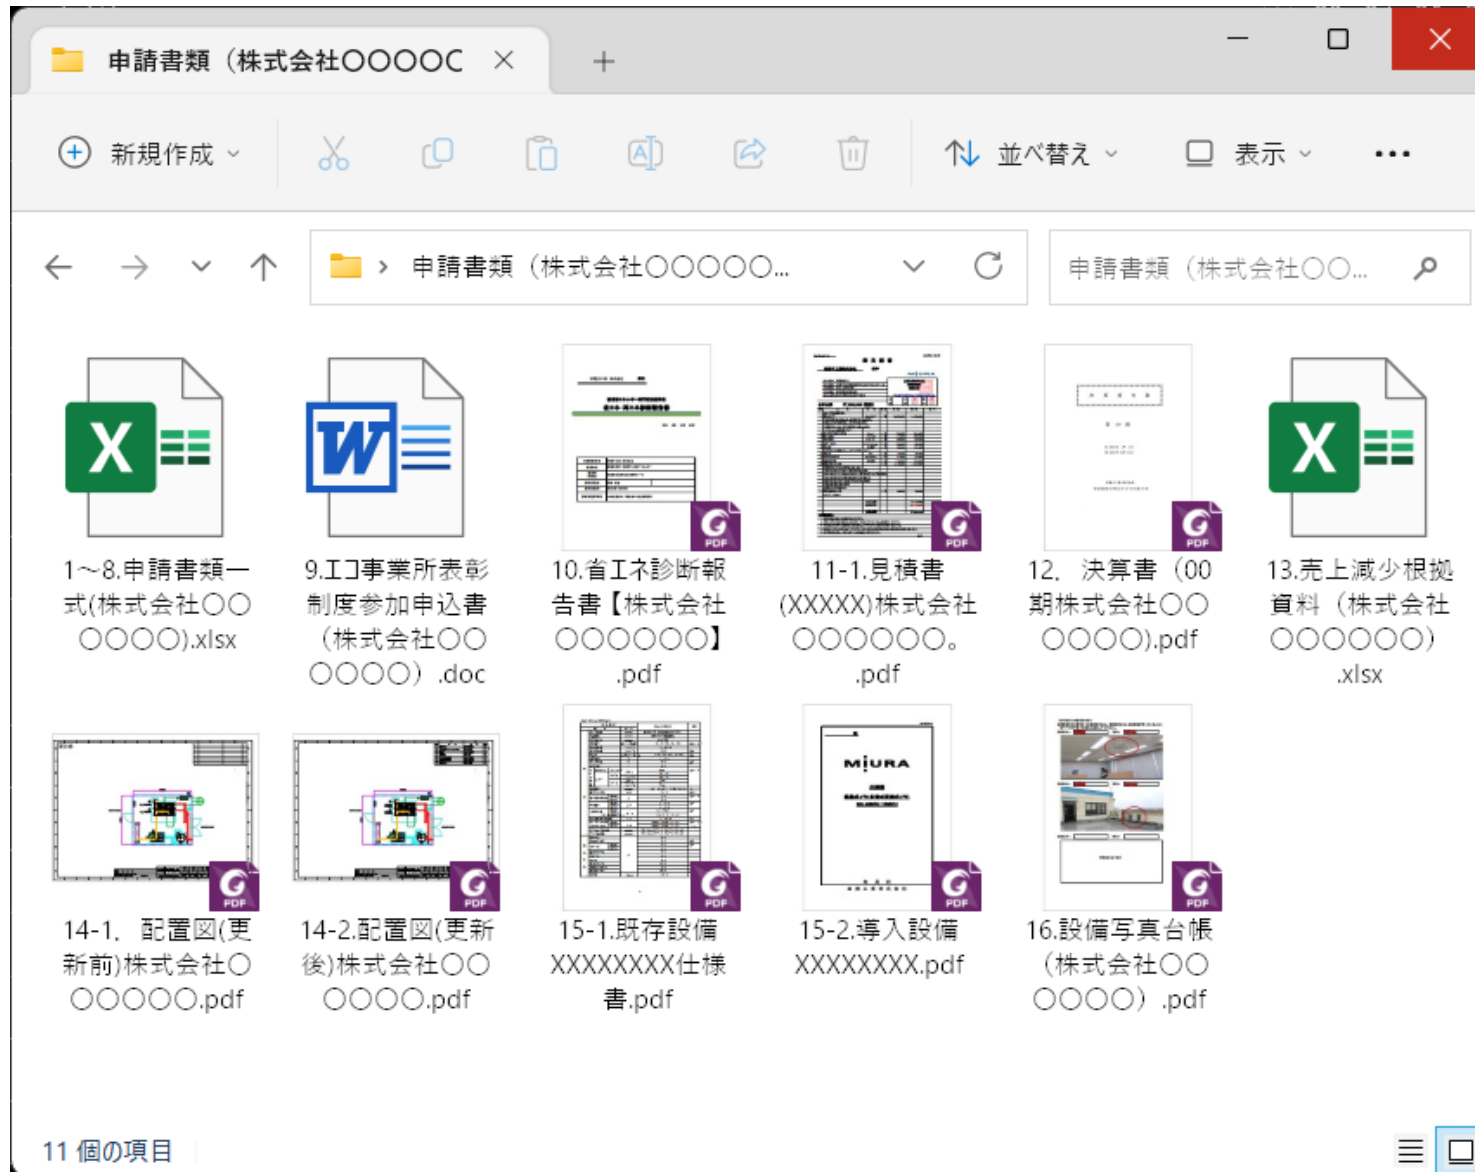 申請書類（株式会社〇〇〇〇C
新規作成
並べ替え
表示
申請書類（株式会社〇〇〇〇〇...
申請書類（株式会社〇〇...
1～8.申請書類一
式(株式会社〇〇
〇〇〇〇).xlsx
9.エコ事業所表彰
制度参加申込書
（株式会社〇〇
〇〇〇〇）.doc
10.省エネ診断報
告書【株式会社
〇〇〇〇〇〇】
.pdf
11-1.見積書
(XXXXX)株式会社
〇〇〇〇〇〇。
.pdf
12．決算書（00
期株式会社〇〇
〇〇〇〇).pdf
13.売上減少根拠
資料（株式会社
〇〇〇〇〇〇）
.xlsx
MIURA
14-1．配置図(更
新前)株式会社〇
〇〇〇〇〇.pdf
14-2.配置図(更新
後)株式会社〇〇
〇〇〇〇.pdf
15-1.既存設備
XXXXXXXX仕様
書.pdf
15-2.導入設備
XXXXXXXX.pdf
16.設備写真台帳
（株式会社〇〇
〇〇〇〇）.pdf
11 個の項目